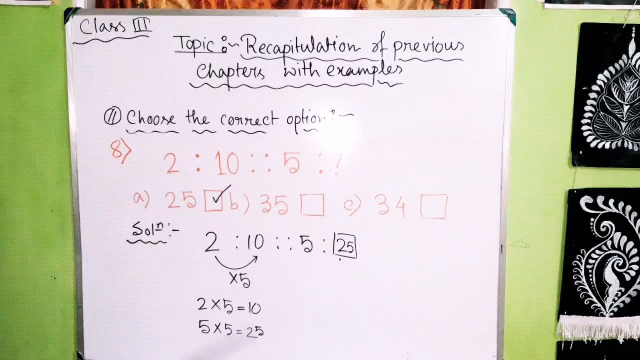 Class III
Topic:~ Recapitulation of previous
Chapters with examples
II Choose the correct option:~
8) 2 : 10 :: 5 : ?
a) 25 ✓ b) 35 c) 34
Solⁿ:-
2 : 10 :: 5 : 25
×5
2×5=10
5×5=25